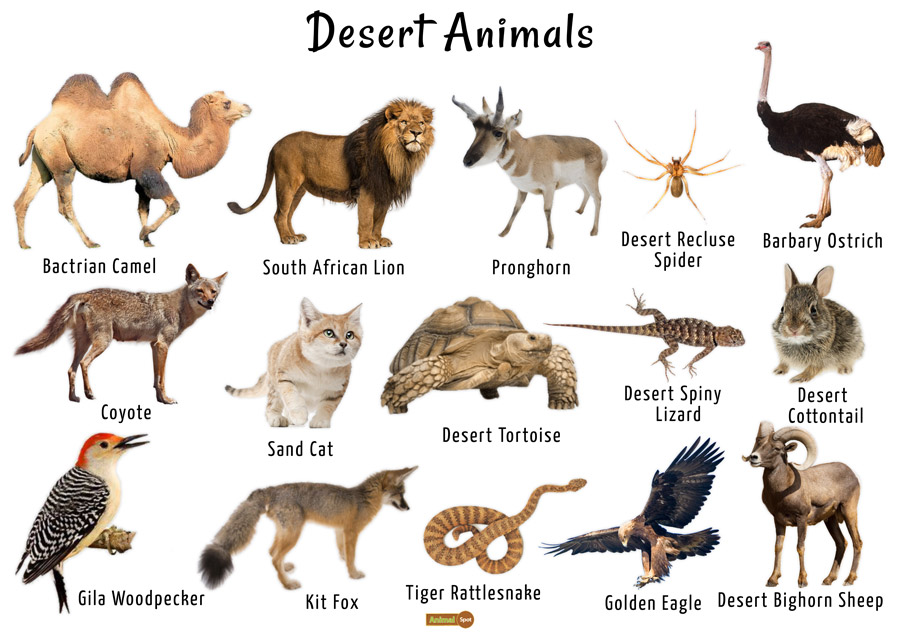 Desert Animals
Bactrian Camel
South African Lion
Pronghorn
Desert Recluse
Spider
Barbary Ostrich
Coyote
Sand Cat
Desert Tortoise
Desert Spiny
Lizard
Desert
Cottontail
Gila Woodpecker
Kit Fox
Tiger Rattlesnake
Golden Eagle
Desert Bighorn Sheep
Animal Spot